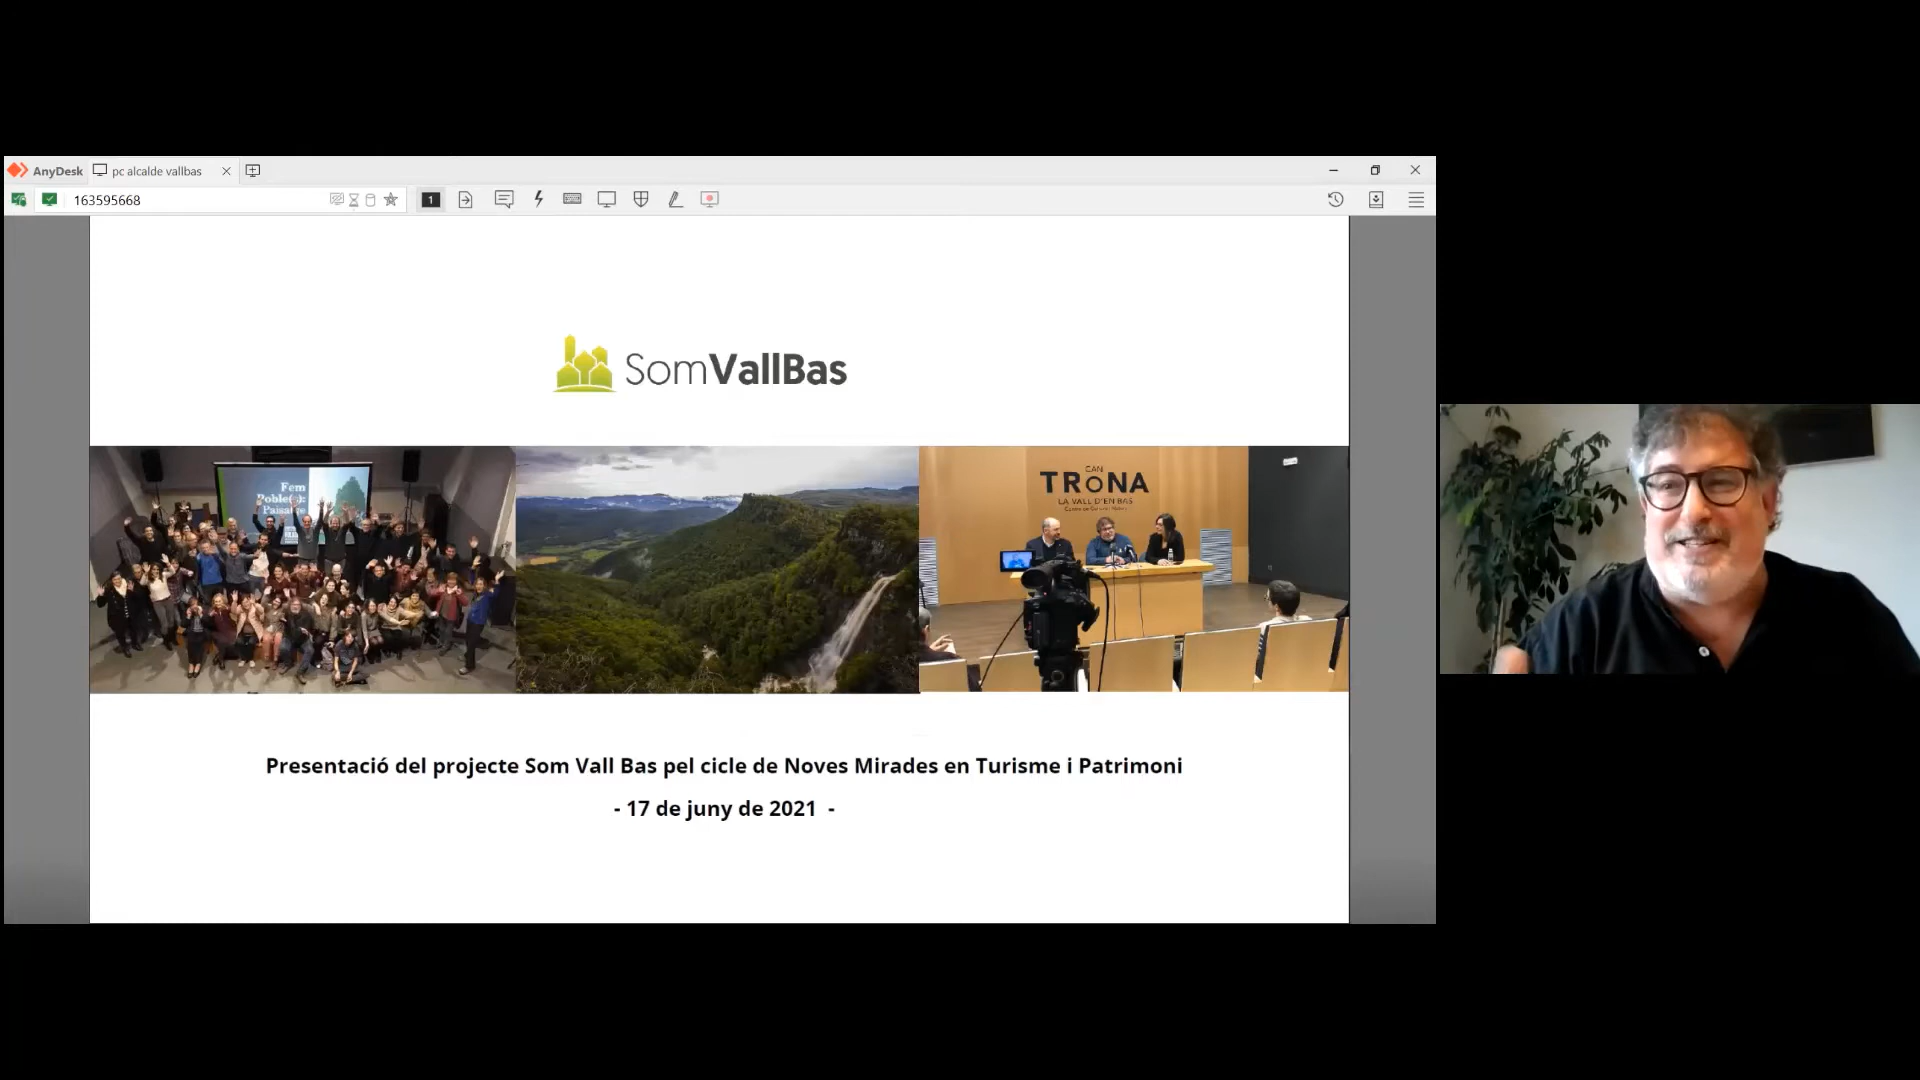 AnyDesk
pc alcalde vallbas
163595668
1
SomVallBas
Fem
Poble(s):
Paisatge
CAN
TRONA
LA VALL D'EN BAS
Presentació del projecte Som Vall Bas pel cicle de Noves Mirades en Turisme i Patrimoni
- 17 de juny de 2021 -